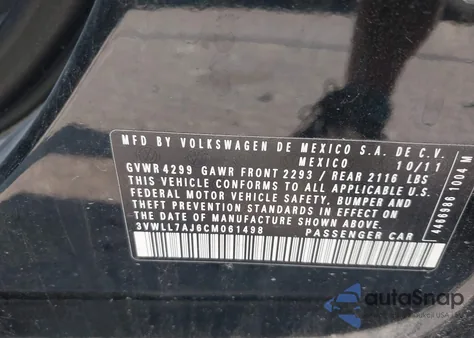 MFD BY VOLKSWAGEN DE MEXICO S.A. DE C.V.
MEXICO 10/11
GVWR 4299 GAWR FRONT 2293 / REAR 2116 LBS
THIS VEHICLE CONFORMS TO ALL APPLICABLE
FEDERAL MOTOR VEHICLE SAFETY, BUMPER AND
THEFT PREVENTION STANDARDS IN EFFECT ON
THE DATE OF MANUFACTURE SHOWN ABOVE.
3VWLL7AJ6CM061498 PASSENGER CAR
autoSnap